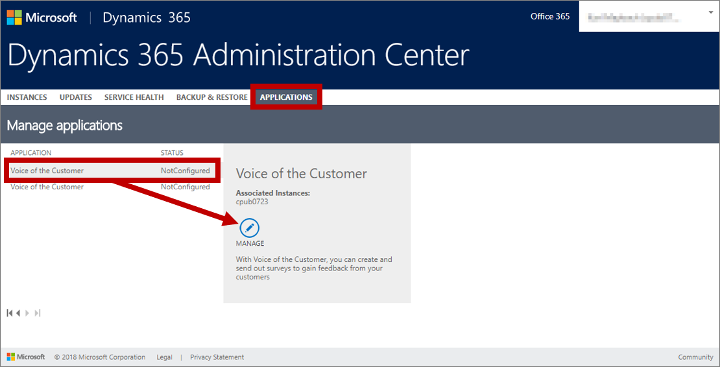 Microsoft Dynamics 365 Office 365
Dynamics 365 Administration Center
INSTANCES UPDATES SERVICE HEALTH BACKUP & RESTORE APPLICATIONS
Manage applications
APPLICATION STATUS
Voice of the Customer NotConfigured
Voice of the Customer NotConfigured
Voice of the Customer
Associated Instances:
cpub0723
MANAGE
With Voice of the Customer, you can create and
send out surveys to gain feedback from your
customers
Microsoft © 2018 Microsoft Corporation Legal | Privacy Statement Community